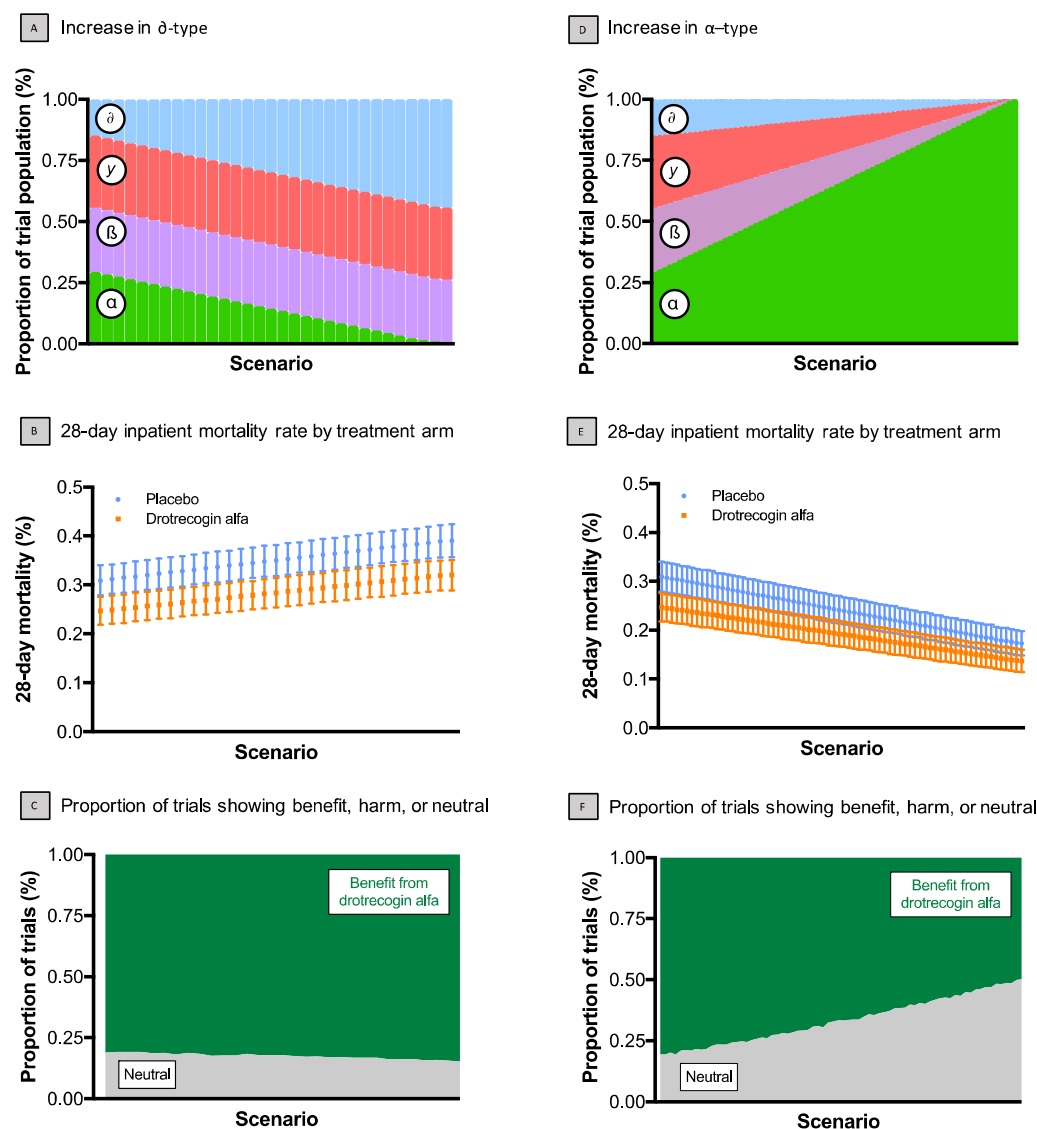 A Increase in ∂-type
Proportion of trial population (%)
1.00
0.75
0.50
0.25
0.00
∂
y
ß
α
Scenario
B 28-day inpatient mortality rate by treatment arm
28-day mortality (%)
0.5
0.4
0.3
0.2
0.1
0.0
Placebo
Drotrecogin alfa
Scenario
C Proportion of trials showing benefit, harm, or neutral
Proportion of trials (%)
1.00
0.75
0.50
0.25
0.00
Benefit from
drotrecogin alfa
Neutral
Scenario
D Increase in α–type
Proportion of trial population (%)
1.00
0.75
0.50
0.25
0.00
∂
y
ß
α
Scenario
E 28-day inpatient mortality rate by treatment arm
28-day mortality (%)
0.5
0.4
0.3
0.2
0.1
0.0
Placebo
Drotrecogin alfa
Scenario
F Proportion of trials showing benefit, harm, or neutral
Proportion of trials (%)
1.00
0.75
0.50
0.25
0.00
Benefit from
drotrecogin alfa
Neutral
Scenario